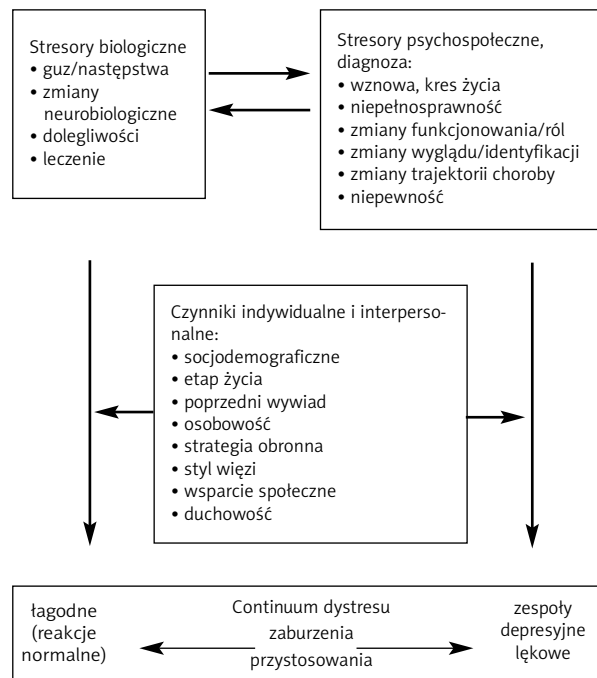 Stresory biologiczne
• guz/następstwa
• zmiany
neurobiologiczne
• dolegliwości
• leczenie
Stresory psychospołeczne,
diagnoza:
• wznowa, kres życia
• niepełnosprawność
• zmiany funkcjonowania/ról
• zmiany wyglądu/identyfikacji
• zmiany trajektorii choroby
• niepewność
Czynniki indywidualne i interperso-
nalne:
• socjodemograficzne
• etap życia
• poprzedni wywiad
• osobowość
• strategia obronna
• styl więzi
• wsparcie społeczne
• duchowość
łagodne
(reakcje
normalne)
Continuum dystresu
zaburzenia
przystosowania
zespoły
depresyjne
lękowe